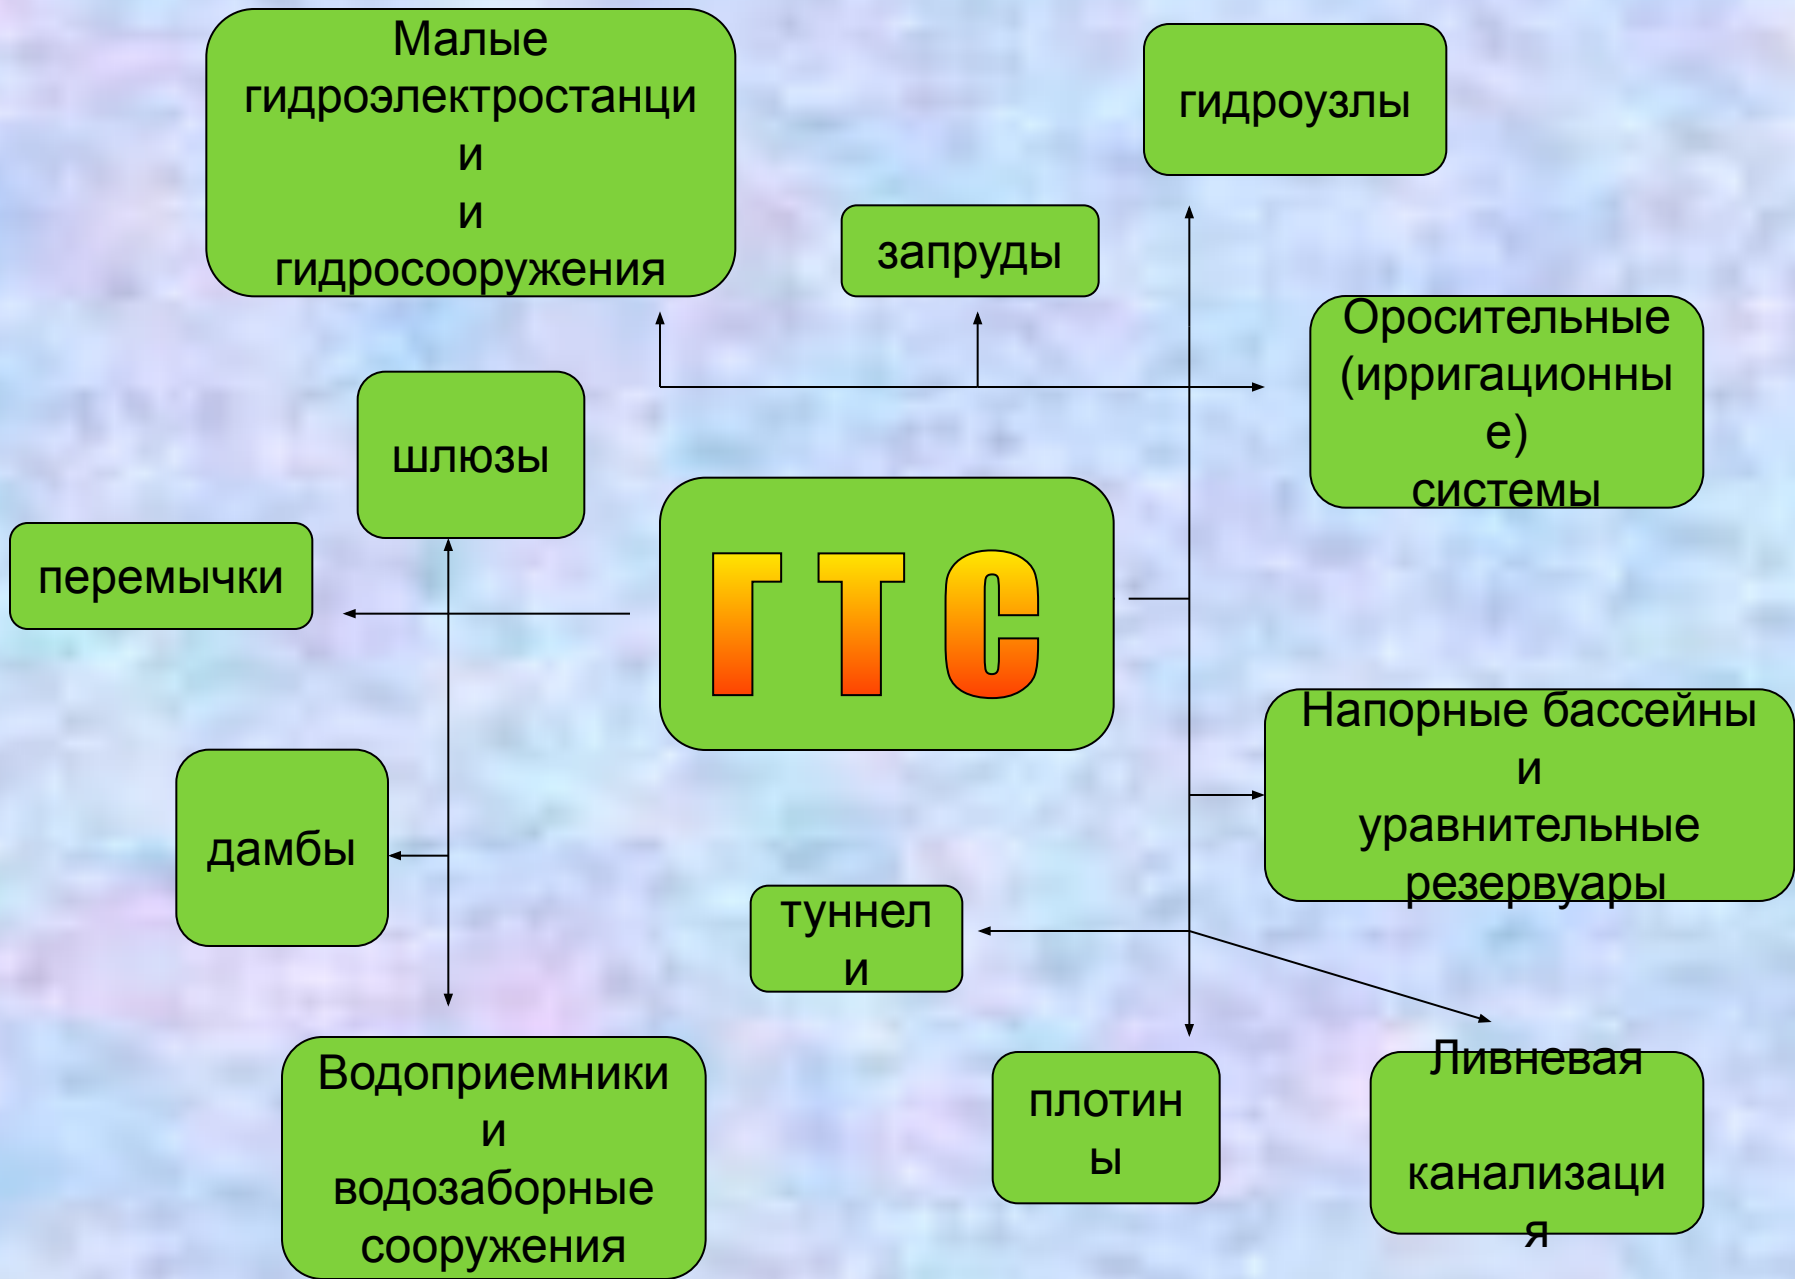 Малые
гидроэлектростанци
и
и
гидросооружения
гидроузлы
запруды
Оросительные
(ирригационны
е)
системы
шлюзы
перемычки
ГТС
Напорные бассейны
и
уравнительные
резервуары
дамбы
туннел
и
Водоприемники
и
водозаборные
сооружения
плотин
ы
Ливневая
канализаци
я